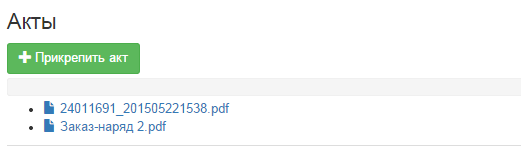 Акты
Прикрепить акт
24011691_201505221538.pdf
Заказ-наряд 2.pdf